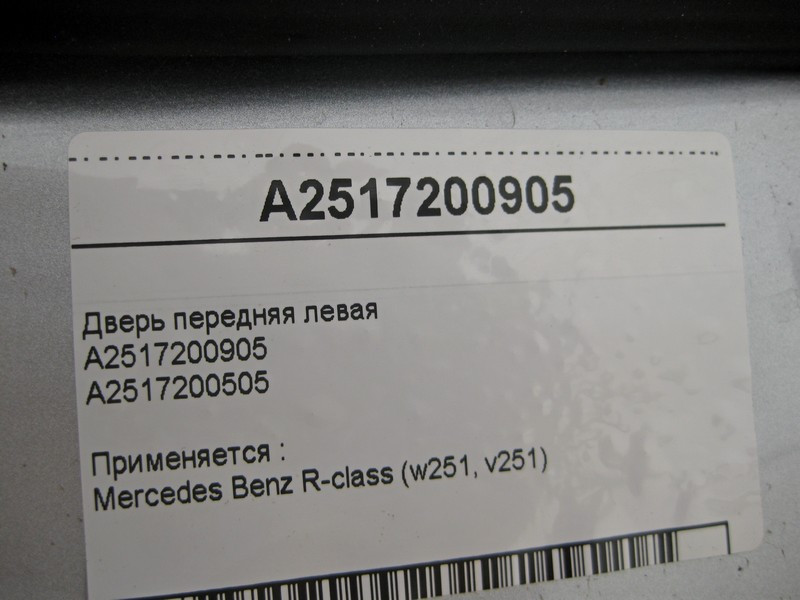 A2517200905
Дверь передняя левая
A2517200905
A2517200505
Применяется :
Mercedes Benz R-class (w251, v251)